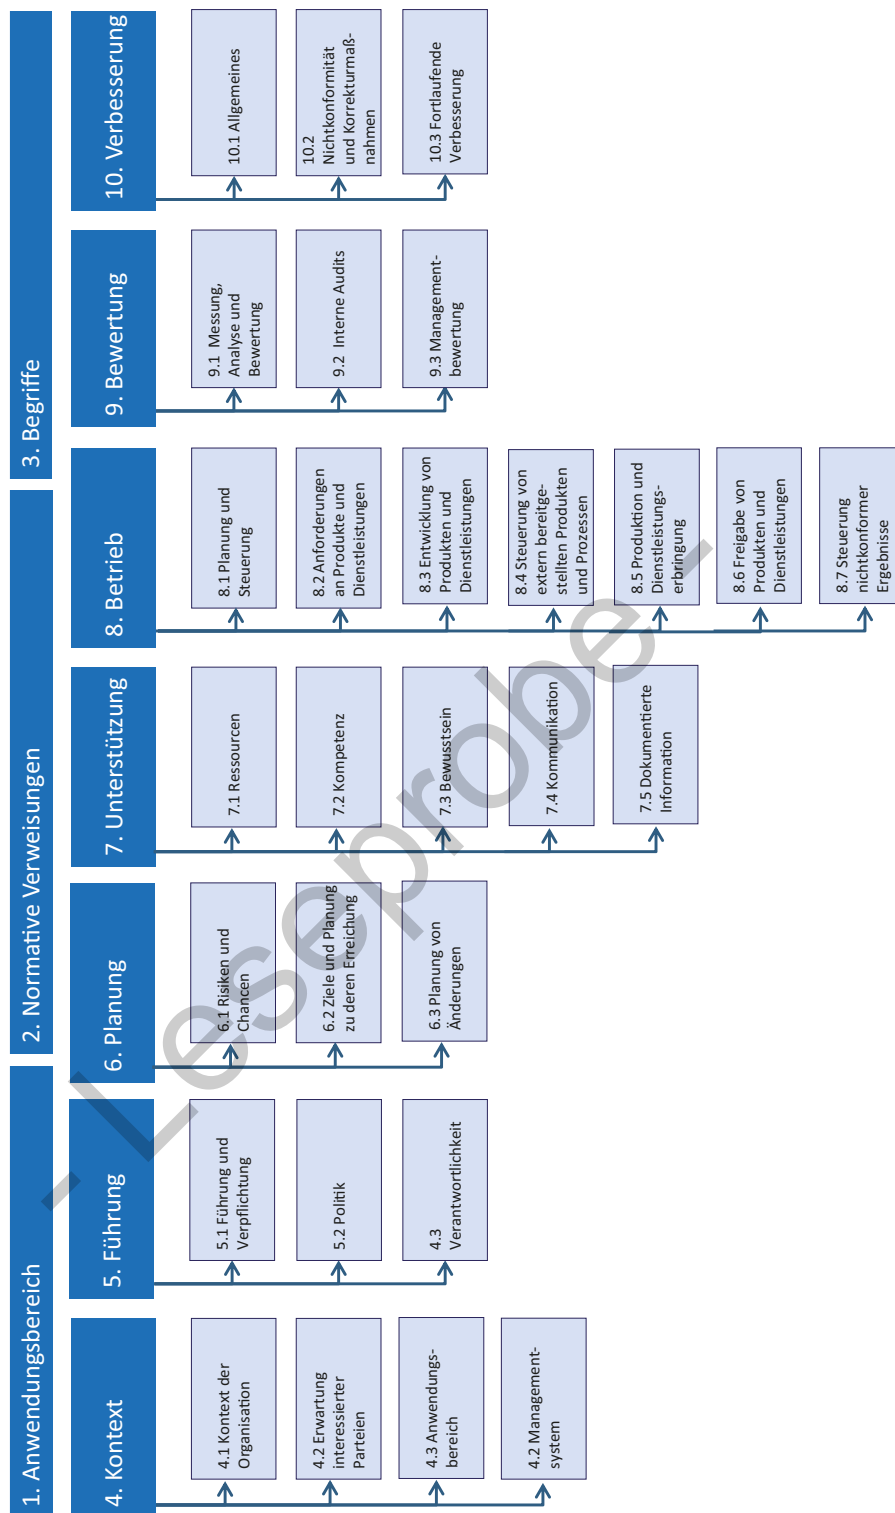 1. Anwendungsbereich
2. Normative Verweisungen
3. Begriffe
4. Kontext
4.1 Kontext der
Organisation
4.2 Erwartung
interessierter
Parteien
4.3 Anwendungs-
bereich
4.2 Management-
system
5. Führung
5.1 Führung und
Verpflichtung
5.2 Politik
4.3
Verantwortlichkeit
6. Planung
6.1 Risiken und
Chancen
6.2 Ziele und Planung
zu deren Erreichung
6.3 Planung von
Änderungen
7. Unterstützung
7.1 Ressourcen
7.2 Kompetenz
7.3 Bewusstsein
7.4 Kommunikation
7.5 Dokumentierte
Information
8. Betrieb
8.1 Planung und
Steuerung
8.2 Anforderungen
an Produkte und
Dienstleistungen
8.3 Entwicklung von
Produkten und
Dienstleistungen
8.4 Steuerung von
extern bereitge-
stellten Produkten
und Prozessen
8.5 Produktion und
Dienstleistungs-
erbringung
8.6 Freigabe von
Produkten und
Dienstleistungen
8.7 Steuerung
nichtkonformer
Ergebnisse
9. Bewertung
9.1 Messung,
Analyse und
Bewertung
9.2 Interne Audits
9.3 Management-
bewertung
10. Verbesserung
10.1 Allgemeines
10.2
Nichtkonformität
und Korrekturmaß-
nahmen
10.3 Fortlaufende
Verbesserung
- Leseprobe -